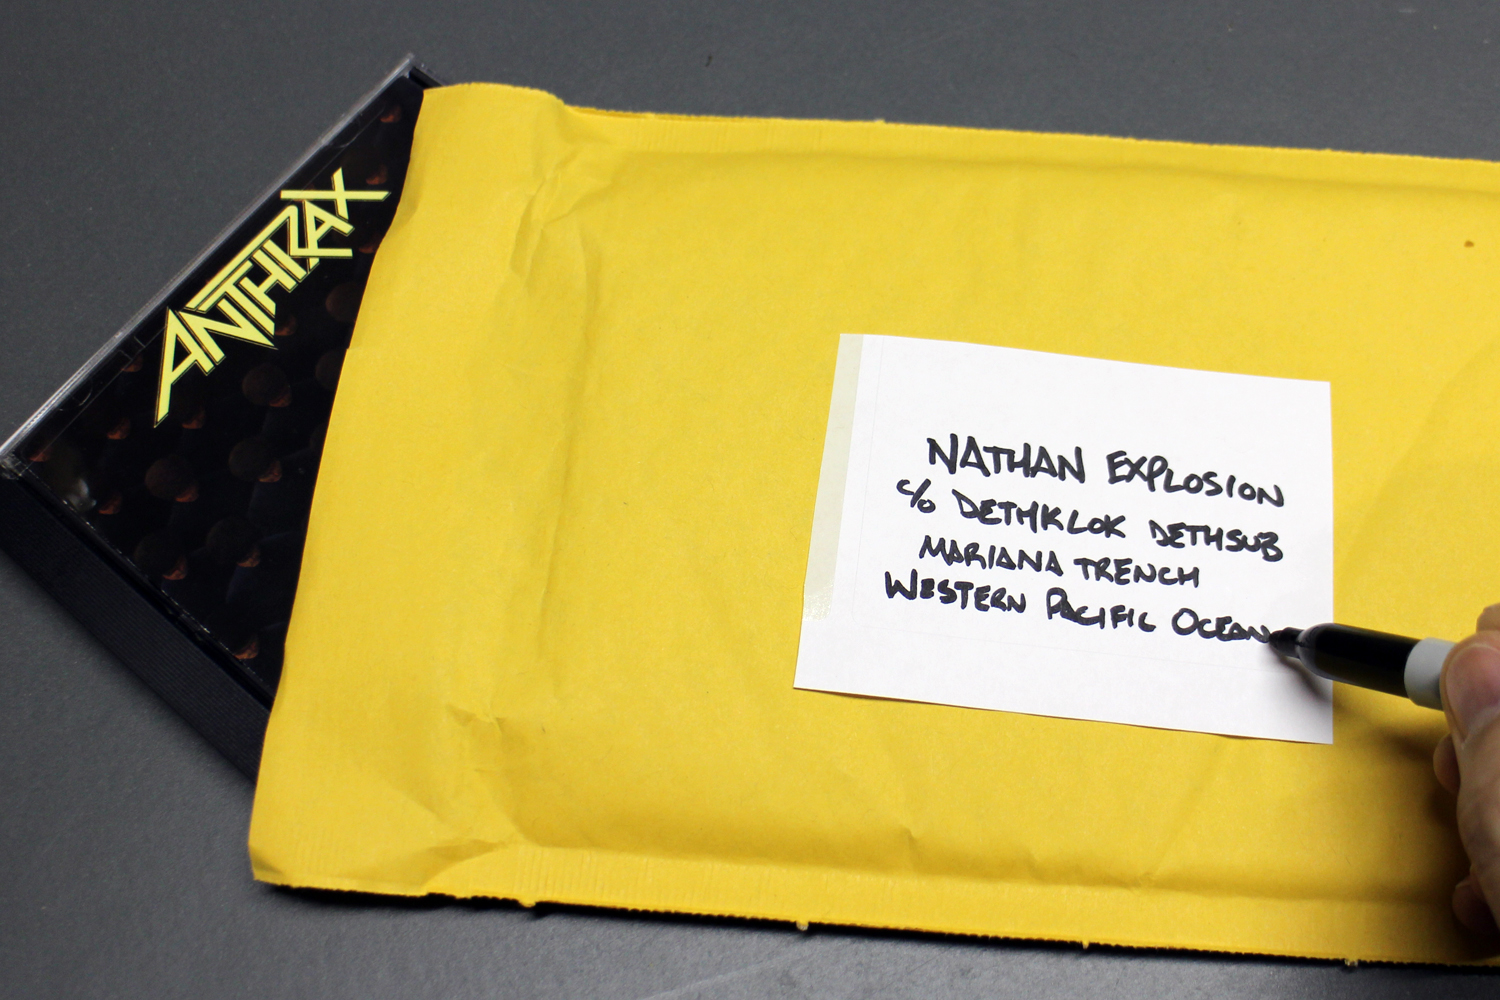 ANTHRAX
NATHAN EXPLOSION
c/o DETHKLOK DETHSUB
MARIANA TRENCH
WESTERN PACIFIC OCEAN